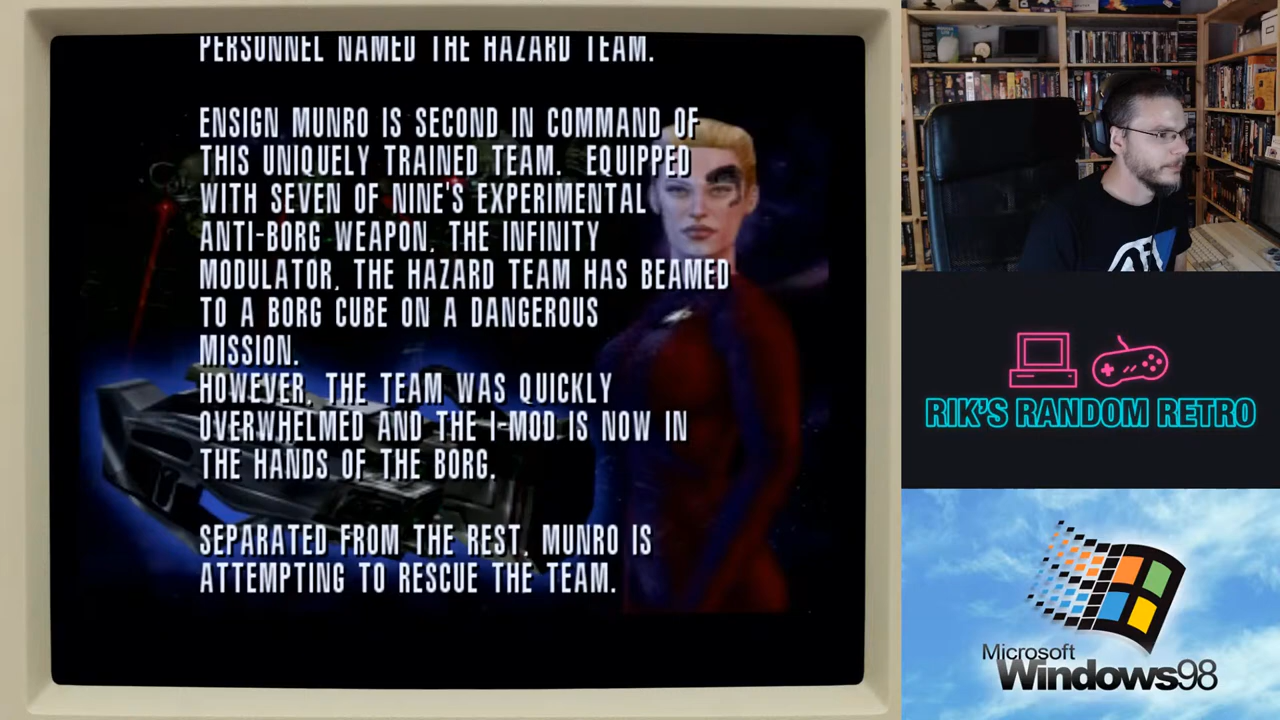 PERSONNEL NAMED THE HAZARD TEAM.
ENSIGN MUNRO IS SECOND IN COMMAND OF
THIS UNIQUELY TRAINED TEAM. EQUIPPED
WITH SEVEN OF NINE'S EXPERIMENTAL
ANTI-BORG WEAPON, THE INFINITY
MODULATOR, THE HAZARD TEAM HAS BEAMED
TO A BORG CUBE ON A DANGEROUS
MISSION.
HOWEVER, THE TEAM WAS QUICKLY
OVERWHELMED AND THE I-MOD IS NOW IN
THE HANDS OF THE BORG.
SEPARATED FROM THE REST, MUNRO IS
ATTEMPTING TO RESCUE THE TEAM.
RIK'S RANDOM RETRO
Microsoft
Windows98